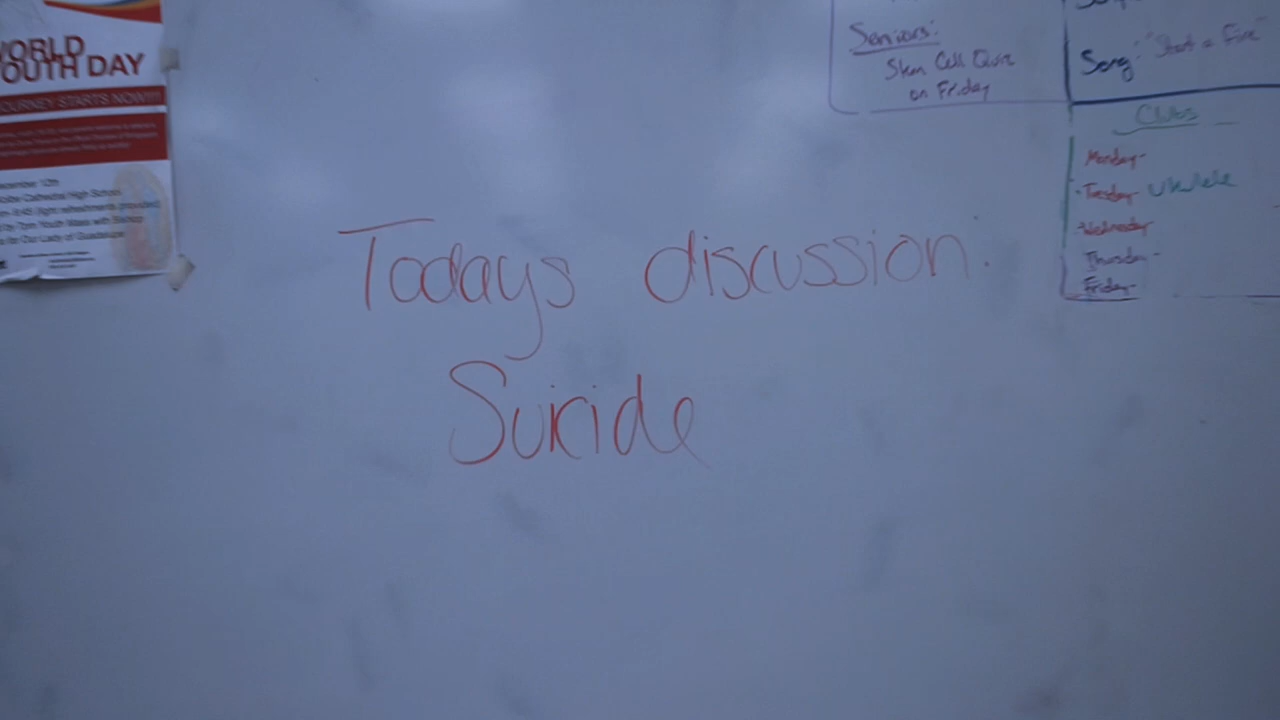 WORLD
YOUTH DAY
JOURNEY STARTS NOW!!!
Seniors:
Stem Cell Quiz
on Friday
Song: "Start a Fire"
Clubs
Monday-
Tuesday- Ukulele
Wednesday
Thursday-
Friday-
Todays discussion:
Suicide